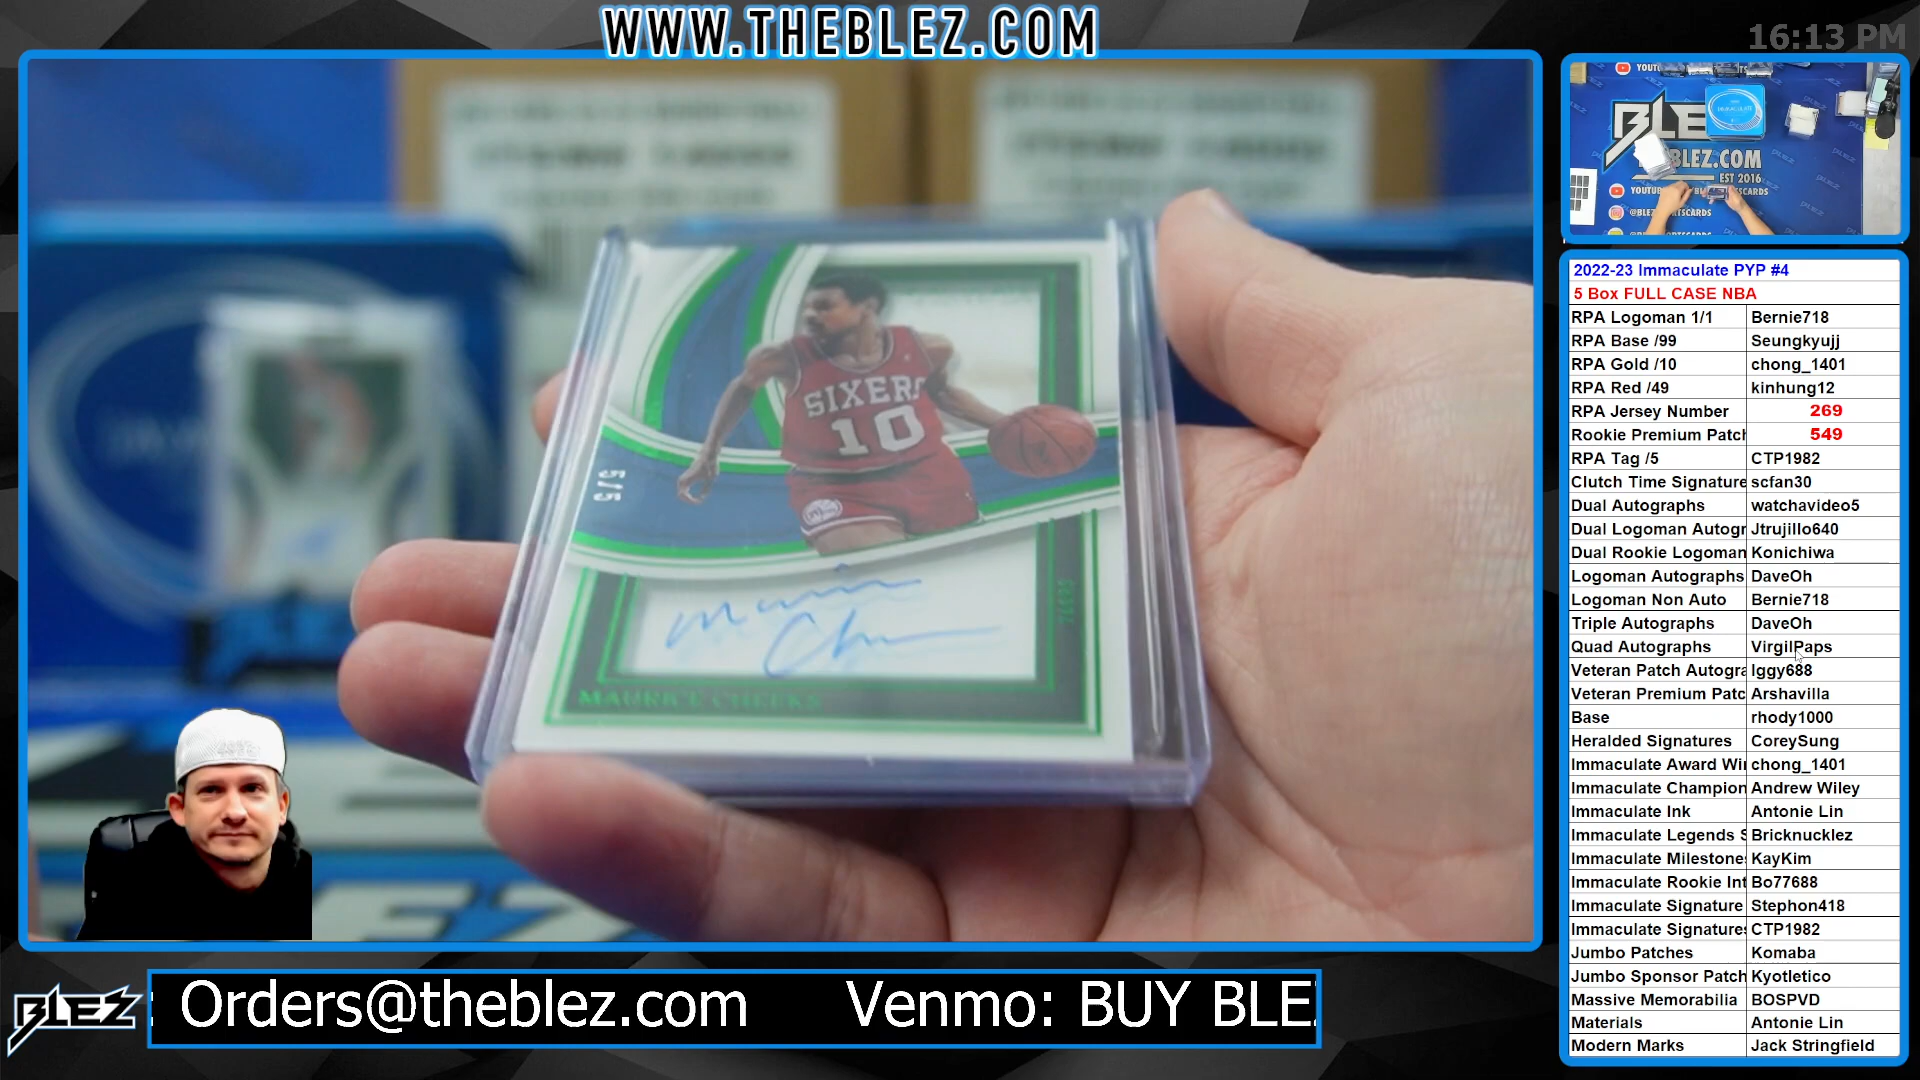 WWW.THEBLEZ.COM
16:13 PM
SIXERS
10
5/5
MAURICE CHEEKS
BLEZ.COM
EST 2016
2022-23 Immaculate PYP #4
5 Box FULL CASE NBA
RPA Logoman 1/1 Bernie718
RPA Base /99 Seungkyujj
RPA Gold /10 chong_1401
RPA Red /49 kinhung12
RPA Jersey Number 269
Rookie Premium Patch 549
RPA Tag /5 CTP1982
Clutch Time Signature scfan30
Dual Autographs watchavideo5
Dual Logoman Autogr Jtrujillo640
Dual Rookie Logoman Konichiwa
Logoman Autographs DaveOh
Logoman Non Auto Bernie718
Triple Autographs DaveOh
Quad Autographs VirgilPaps
Veteran Patch Autogra Iggy688
Veteran Premium Patc Arshavilla
Base rhody1000
Heralded Signatures CoreySung
Immaculate Award Wi chong_1401
Immaculate Champion Andrew Wiley
Immaculate Ink Antonie Lin
Immaculate Legends S Bricknucklez
Immaculate Milestone KayKim
Immaculate Rookie Int Bo77688
Immaculate Signature Stephon418
Immaculate Signatures CTP1982
Jumbo Patches Komaba
Jumbo Sponsor Patch Kyotletico
Massive Memorabilia BOSPVD
Materials Antonie Lin
Modern Marks Jack Stringfield
BLEZ
: Orders@theblez.com Venmo: BUY BLEZ